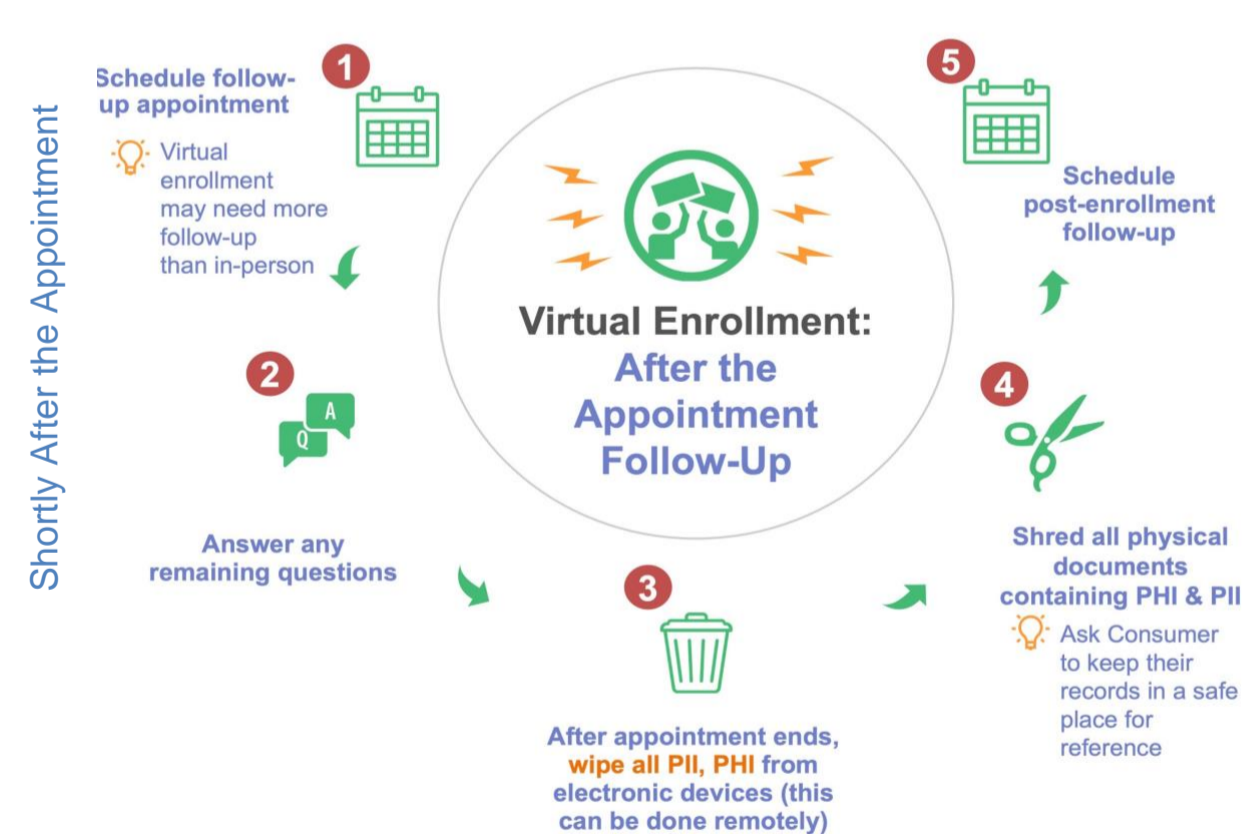 Shortly After the Appointment
1
Schedule follow-
up appointment
Virtual
enrollment
may need more
follow-up
than in-person
2
A
Q
Answer any
remaining questions
Virtual Enrollment:
After the
Appointment
Follow-Up
3
After appointment ends,
wipe all PII, PHI from
electronic devices (this
can be done remotely)
4
Shred all physical
documents
containing PHI & PII
Ask Consumer
to keep their
records in a safe
place for
reference
5
Schedule
post-enrollment
follow-up